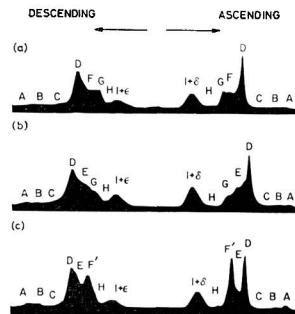 DESCENDING ASCENDING
(a)
D D
F G F
G
A B C H I+ε I+δ H C B A
(b)
D D
E E
G I+ε I+δ G
A B C H H C B A
(c)
D E F' F' E D
A B C H I+ε I+δ H C B A